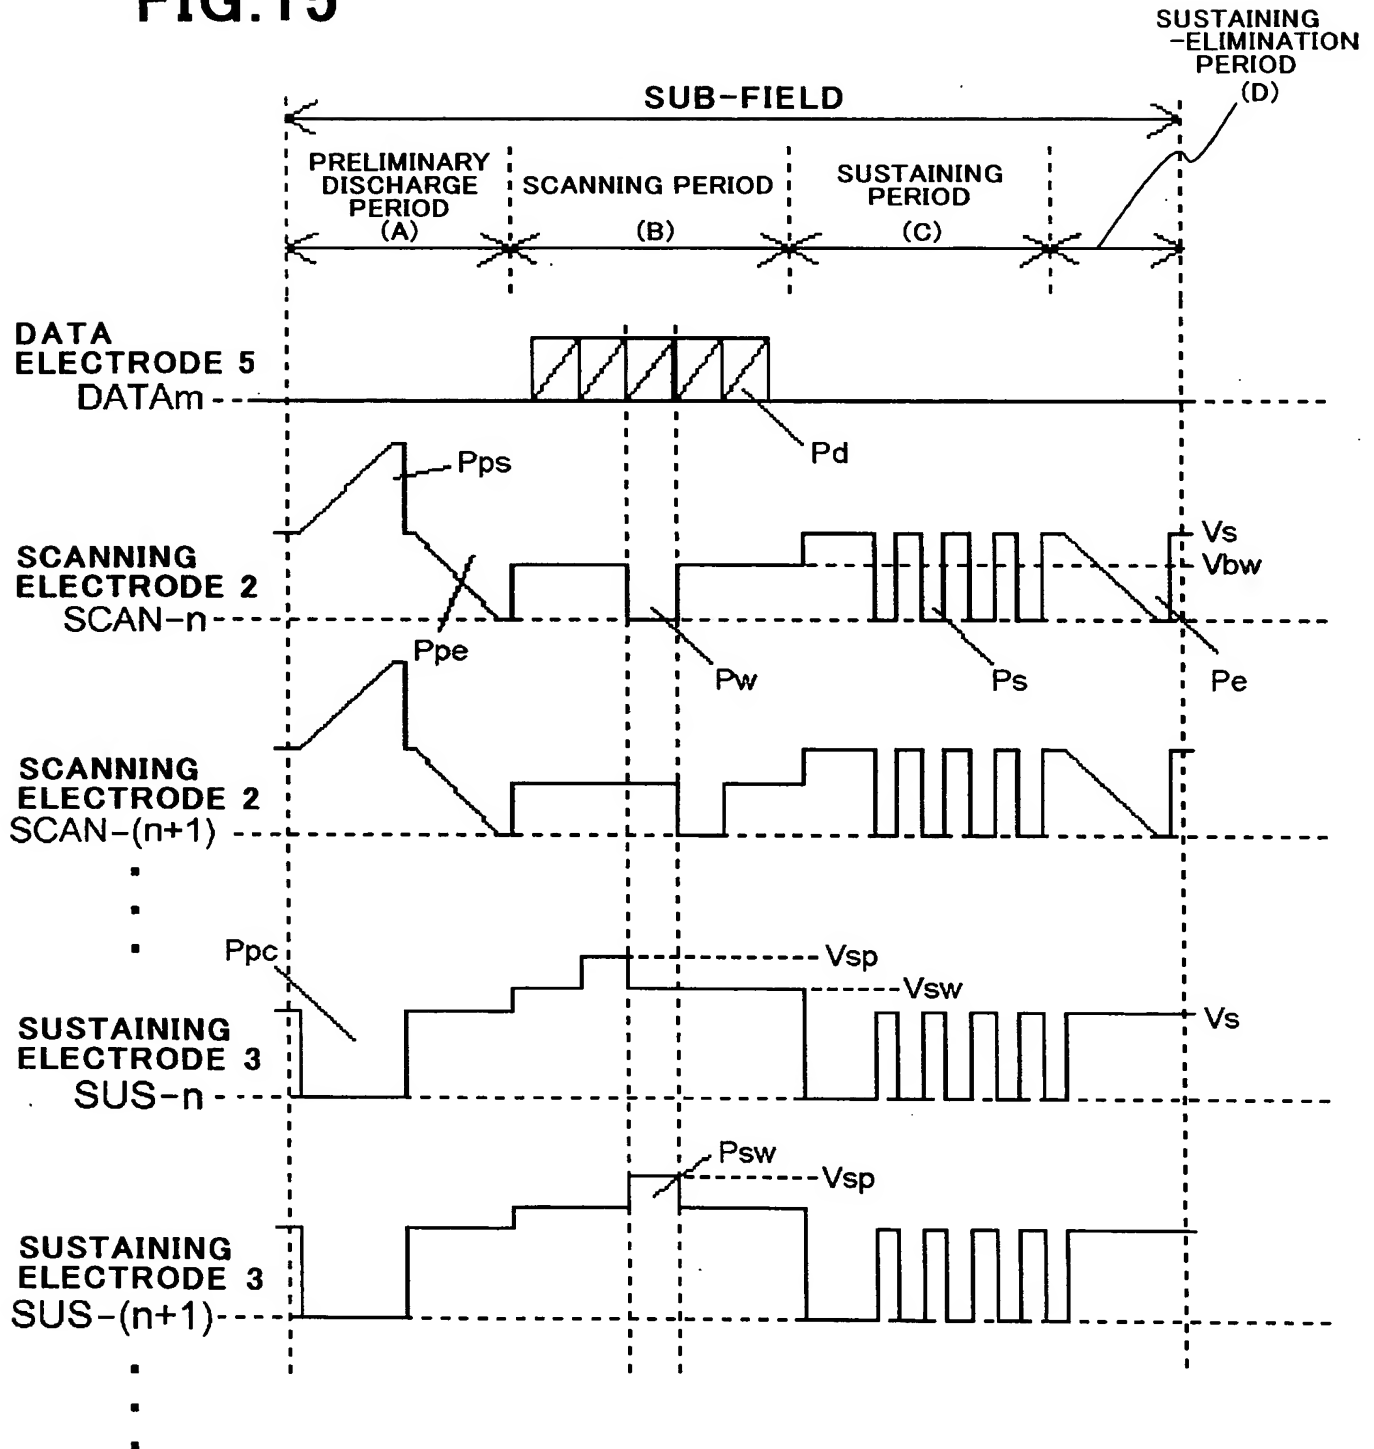 FIG.15
SUSTAINING
-ELIMINATION
PERIOD
(D)
SUB-FIELD
PRELIMINARY
DISCHARGE
PERIOD
(A)
SCANNING PERIOD
(B)
SUSTAINING
PERIOD
(C)
DATA
ELECTRODE 5
DATAm
Pd
Pps
SCANNING
ELECTRODE 2
SCAN-n
Vs
Vbw
Ppe
Pw
Ps
Pe
SCANNING
ELECTRODE 2
SCAN-(n+1)
Ppc
Vsp
Vsw
SUSTAINING
ELECTRODE 3
SUS-n
Vs
Psw
Vsp
SUSTAINING
ELECTRODE 3
SUS-(n+1)